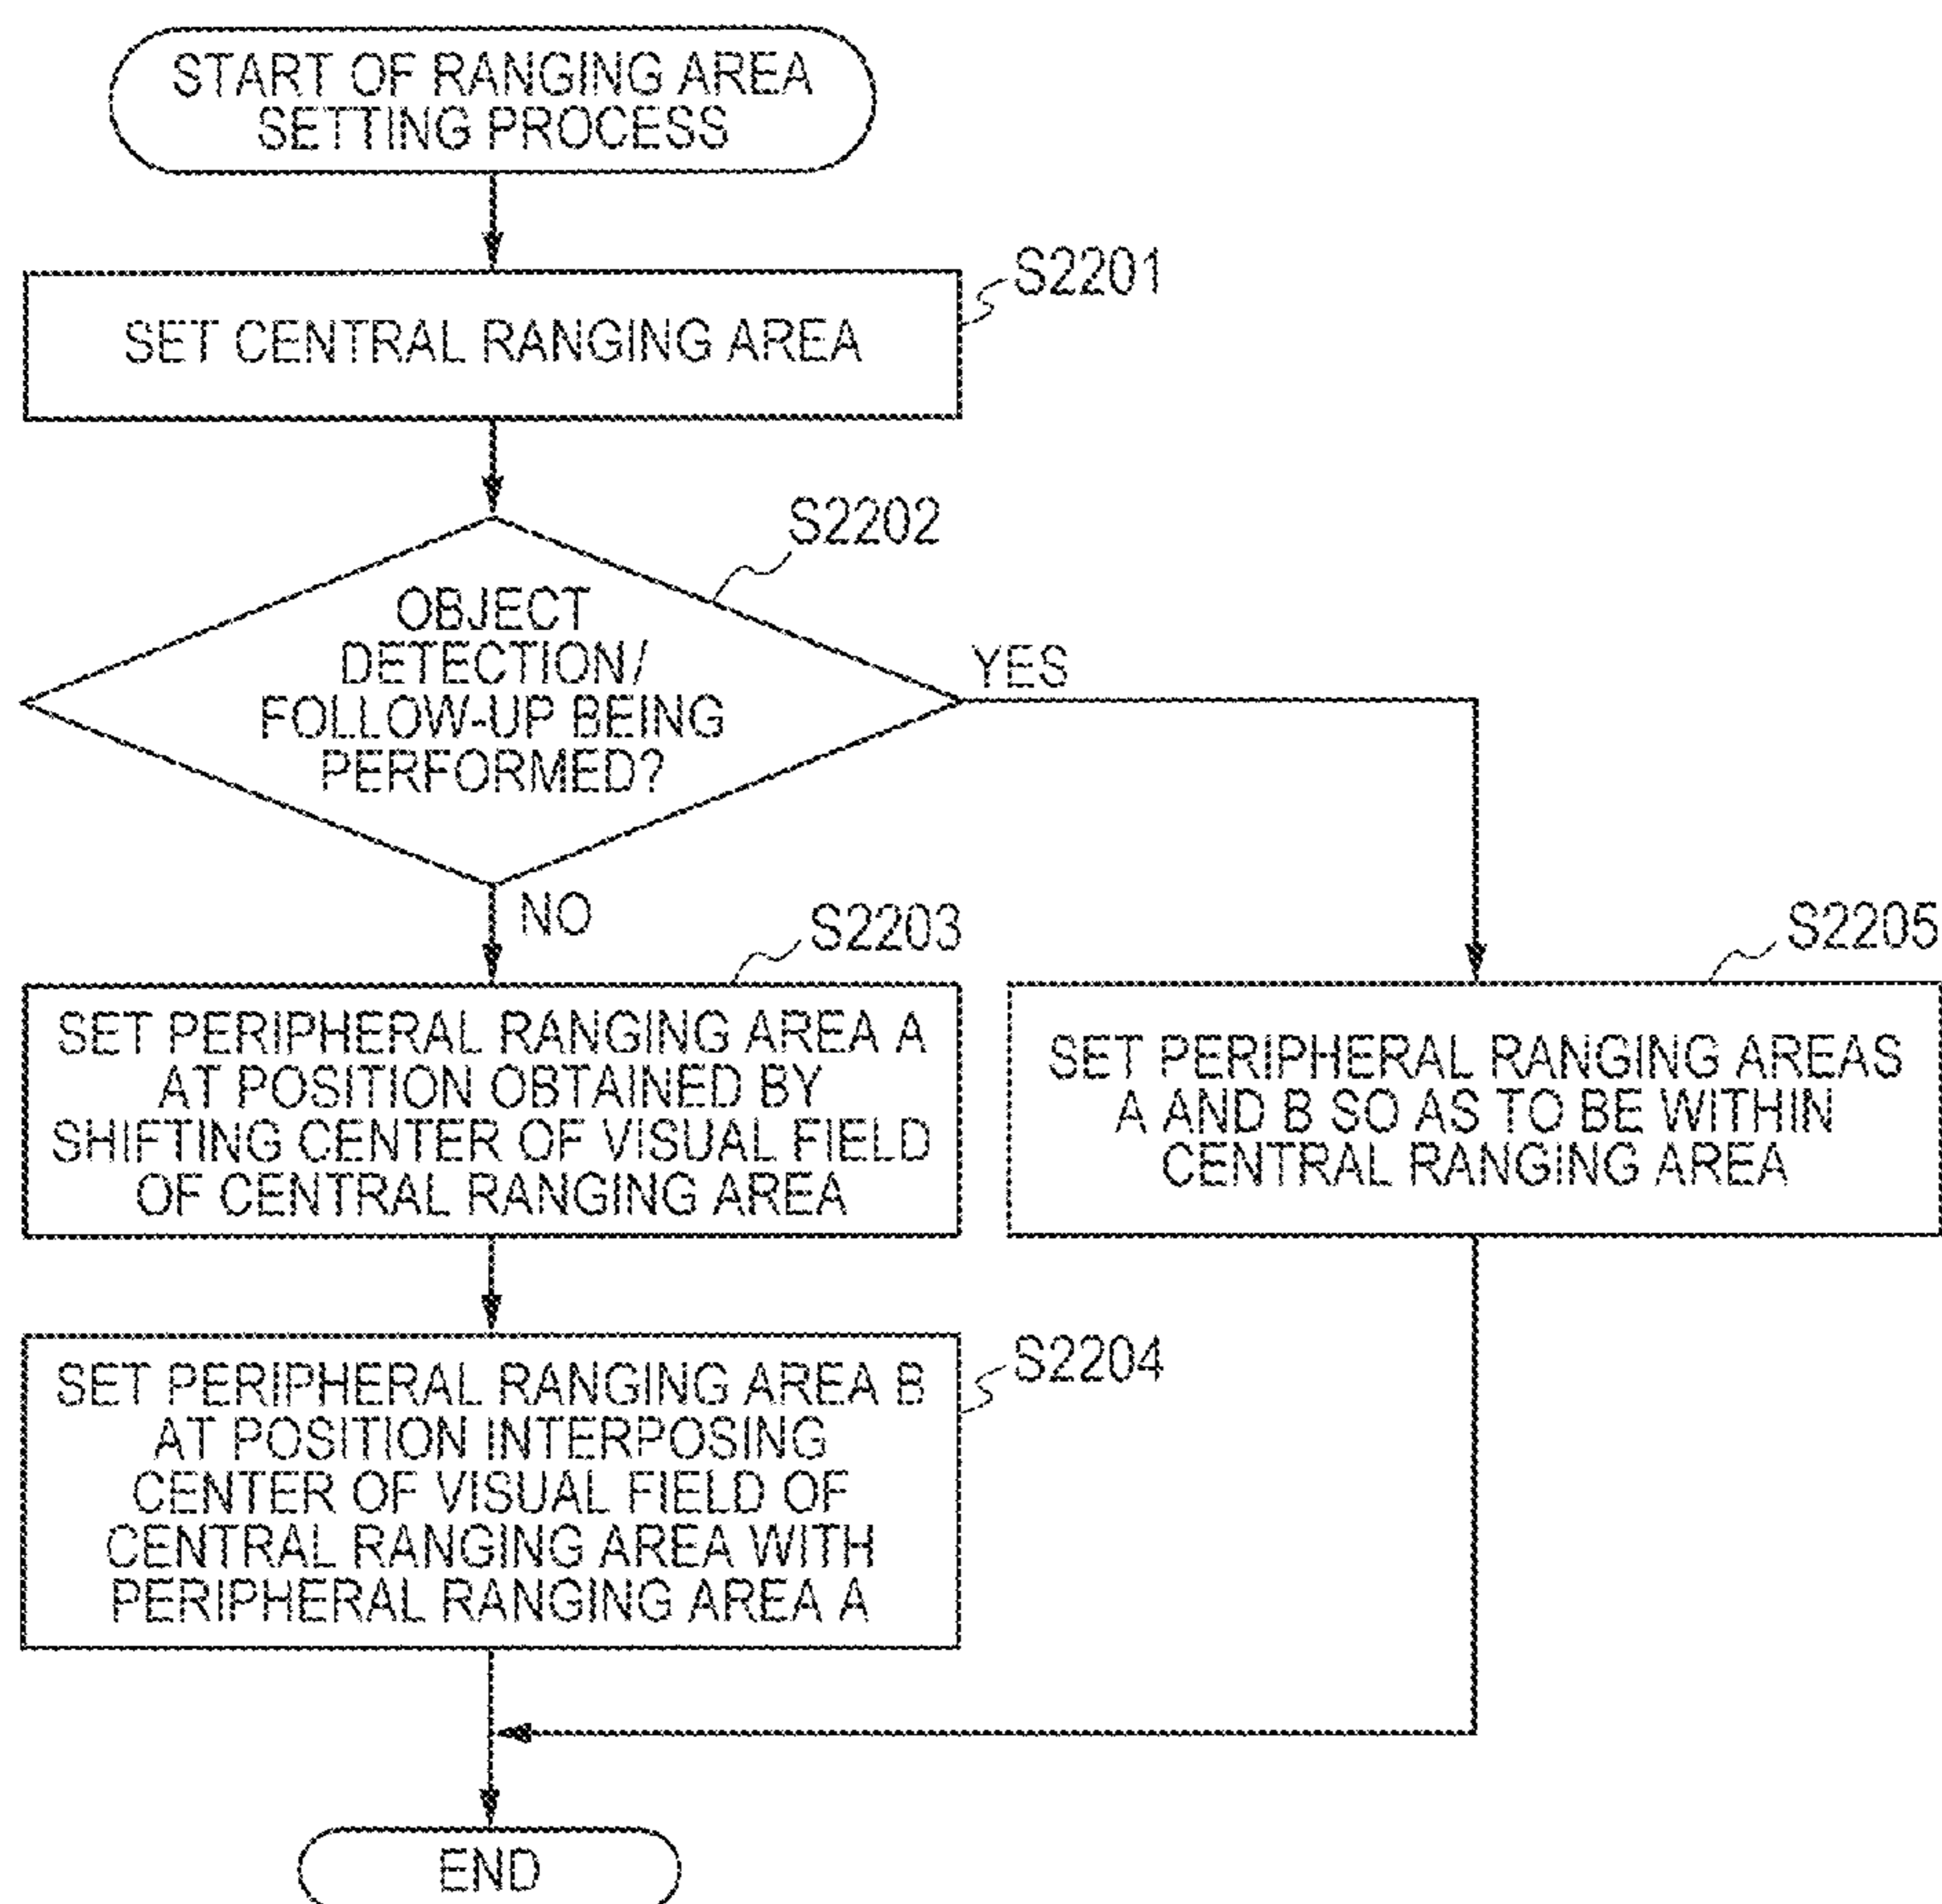 START OF RANGING AREA
SETTING PROCESS
S2201
SET CENTRAL RANGING AREA
S2202
OBJECT
DETECTION/
FOLLOW-UP BEING
PERFORMED?
YES
NO
S2203
SET PERIPHERAL RANGING AREA A
AT POSITION OBTAINED BY
SHIFTING CENTER OF VISUAL FIELD
OF CENTRAL RANGING AREA
S2205
SET PERIPHERAL RANGING AREAS
A AND B SO AS TO BE WITHIN
CENTRAL RANGING AREA
S2204
SET PERIPHERAL RANGING AREA B
AT POSITION INTERPOSING
CENTER OF VISUAL FIELD OF
CENTRAL RANGING AREA WITH
PERIPHERAL RANGING AREA A
END